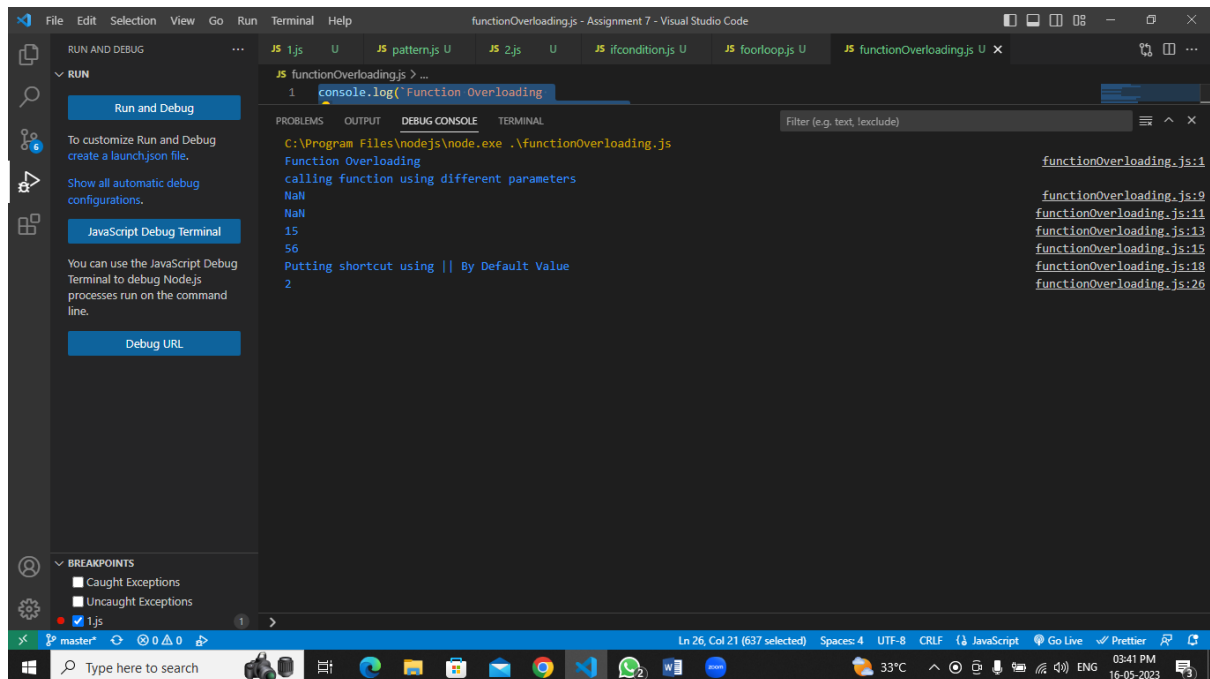 File Edit Selection View Go Run Terminal Help
functionOverloading.js - Assignment 7 - Visual Studio Code
RUN AND DEBUG ...
JS 1.js U
JS pattern.js U
JS 2.js U
JS ifcondition.js U
JS foorloop.js U
JS functionOverloading.js U
RUN
JS functionOverloading.js > ...
1 console.log(`Function Overloading
Run and Debug
To customize Run and Debug
create a launch.json file.
Show all automatic debug
configurations.
JavaScript Debug Terminal
You can use the JavaScript Debug
Terminal to debug Node.js
processes run on the command
line.
Debug URL
PROBLEMS OUTPUT DEBUG CONSOLE TERMINAL
Filter (e.g. text, !exclude)
C:\Program Files\nodejs\node.exe .\functionOverloading.js
Function Overloading functionOverloading.js:1
calling function using different parameters
NaN functionOverloading.js:9
NaN functionOverloading.js:11
15 functionOverloading.js:13
56 functionOverloading.js:15
Putting shortcut using || By Default Value functionOverloading.js:18
2 functionOverloading.js:26
6
BREAKPOINTS
Caught Exceptions
Uncaught Exceptions
1.js 1
master* 0 0 Ln 26, Col 21 (637 selected) Spaces: 4 UTF-8 CRLF JavaScript Go Live Prettier
Type here to search
2
zoom
33°C
ENG
03:41 PM
16-05-2023
3